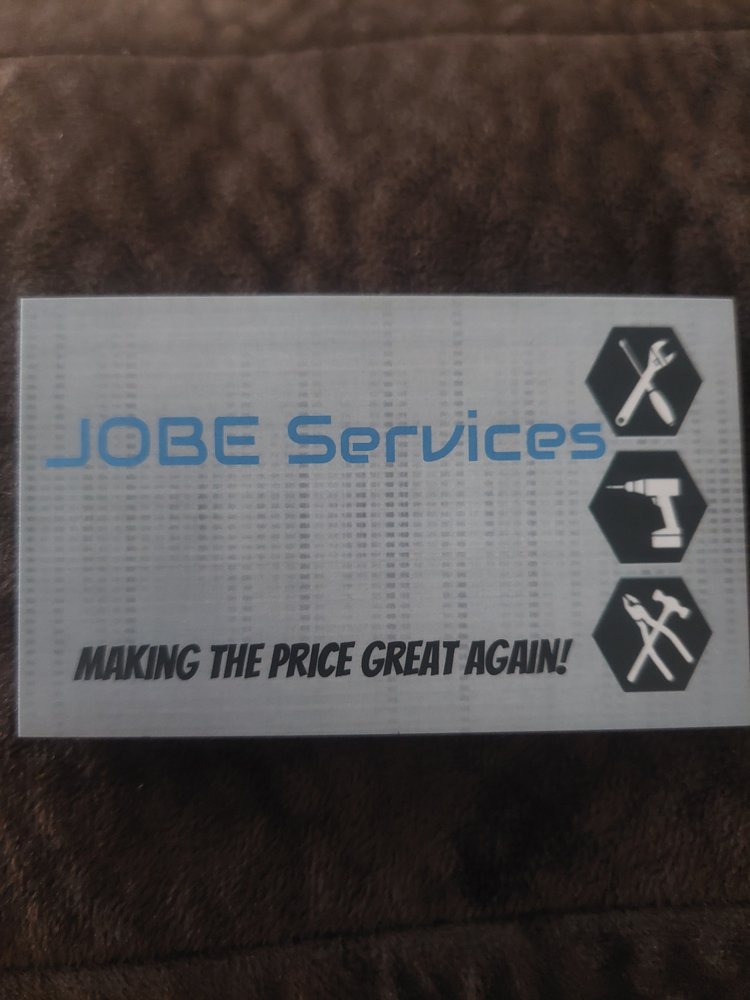 JOBE Services
MAKING THE PRICE GREAT AGAIN!